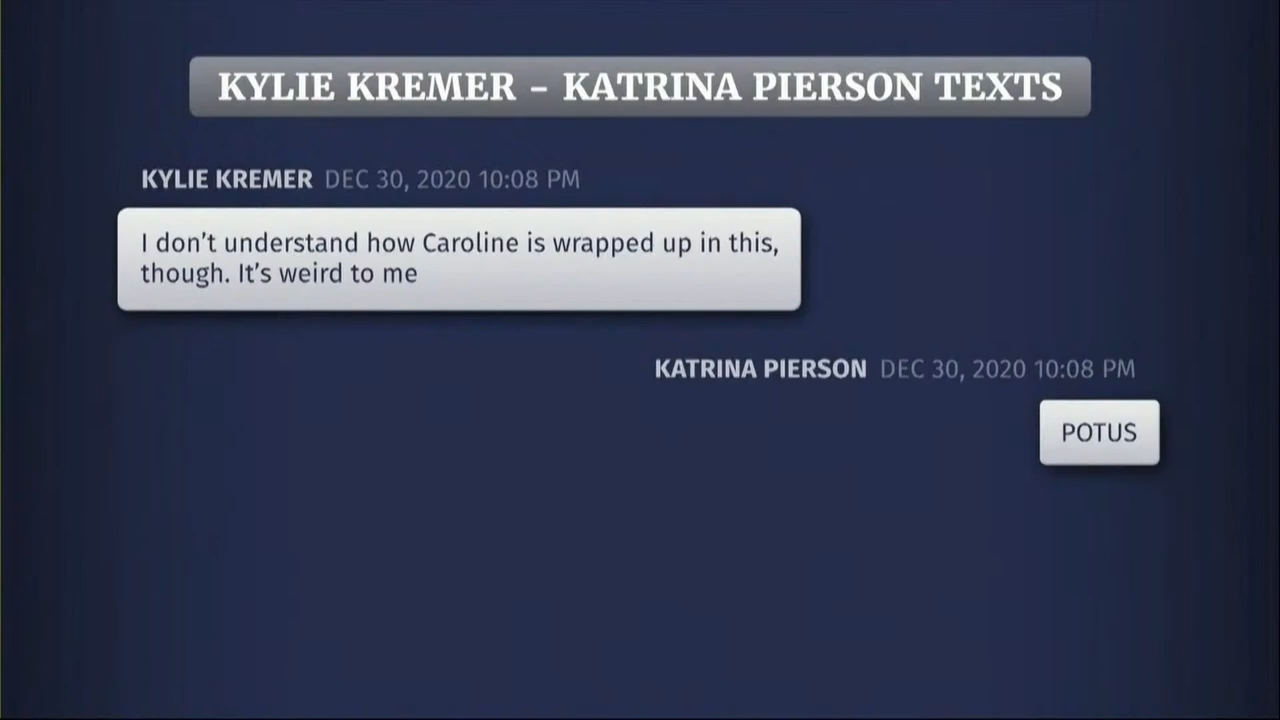 KYLIE KREMER – KATRINA PIERSON TEXTS
KYLIE KREMER DEC 30, 2020 10:08 PM
I don’t understand how Caroline is wrapped up in this,
though. It’s weird to me
KATRINA PIERSON DEC 30, 2020 10:08 PM
POTUS